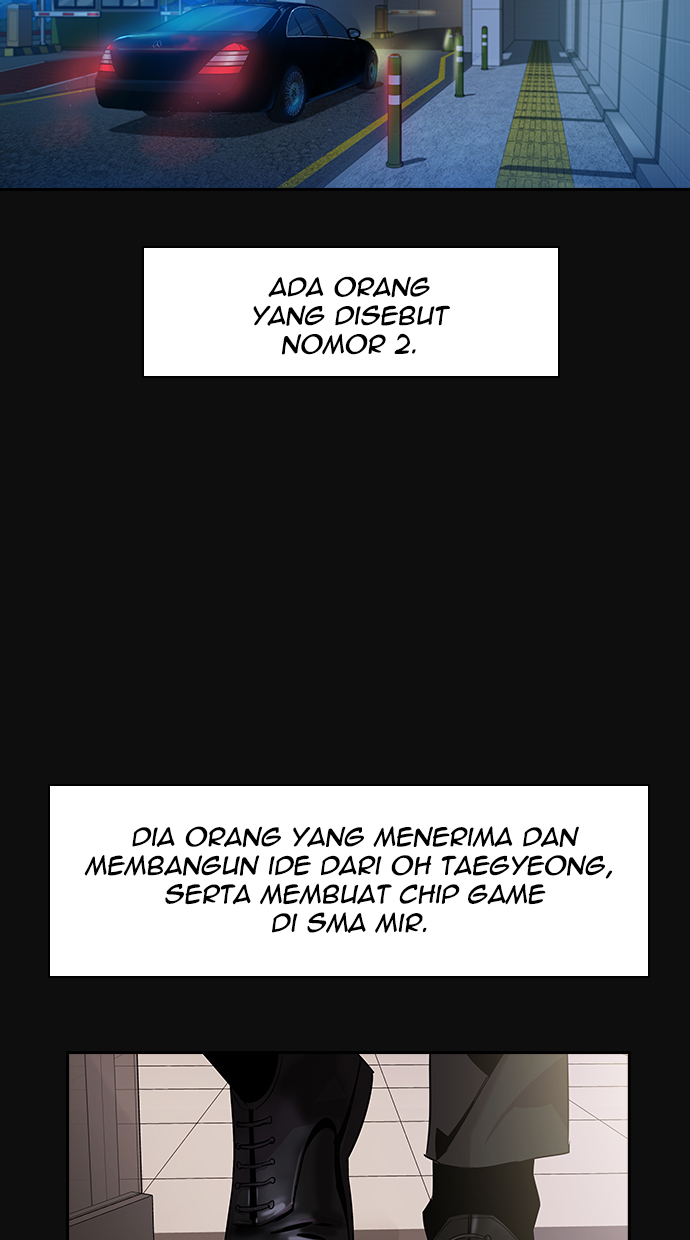 ADA ORANG
YANG DISEBUT
NOMOR 2.
DIA ORANG YANG MENERIMA DAN
MEMBANGUN IDE DARI OH TAEGYEONG,
SERTA MEMBUAT CHIP GAME
DI SMA MIR.